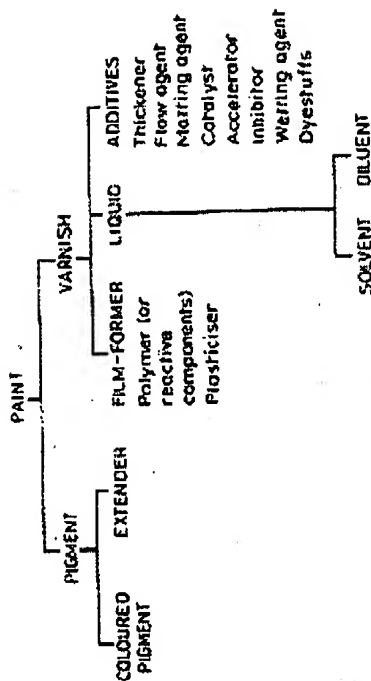 PAINT
PIGMENT
VARNISH
COLOURED
PIGMENT
EXTENDER
FILM-FORMER
Polymer (or
reactive
components)
Plasticiser
LIQUID
ADDITIVES
Thickener
Flow agent
Matting agent
Catalyst
Accelerator
Inhibitor
Wetting agent
Dyestuffs
SOLVENT
DILUENT